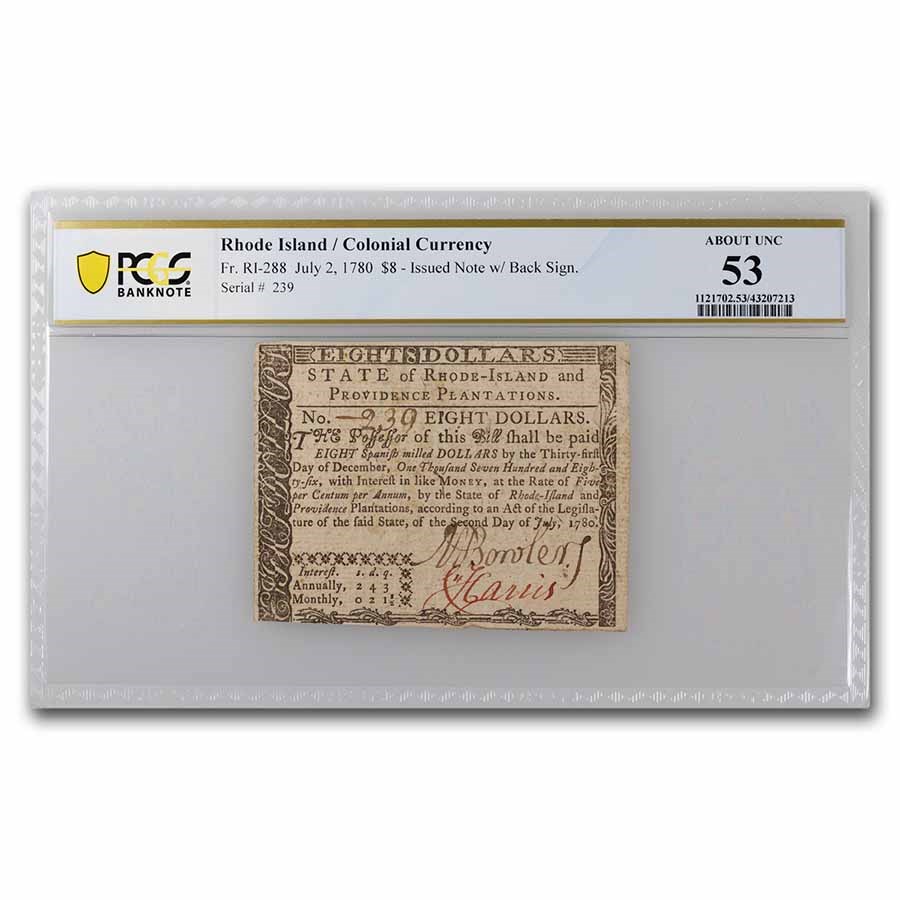 PCGS
BANKNOTE
Rhode Island / Colonial Currency
Fr. RI-288 July 2, 1780 $8 - Issued Note w/ Back Sign.
Serial # 239
ABOUT UNC
53
1121702.53/43207213
EIGHT 8 DOLLARS
STATE of RHODE-ISLAND and
PROVIDENCE PLANTATIONS.
No. 239 EIGHT DOLLARS.
THE Poſſeſſor of this Bill ſhall be paid
EIGHT Spaniſh milled DOLLARS by the Thirty-firſt
Day of December, One Thouſand Seven Hundred and Eigh-
ty-ſix, with Intereſt in like MONEY, at the Rate of Five
per Centum per Annum, by the State of Rhode-Iſland and
Providence Plantations, according to an Act of the Legiſla-
ture of the ſaid State, of the Second Day of July, 1780.
Bowler
Intereſt. s. d. q.
Harris
Annually, 2 4 3
Monthly, 0 2 1½